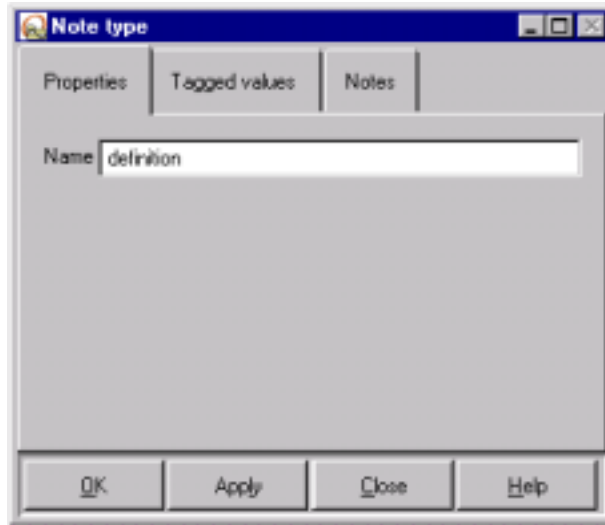 Note type
Properties Tagged values Notes
Name definition
OK Apply Close Help